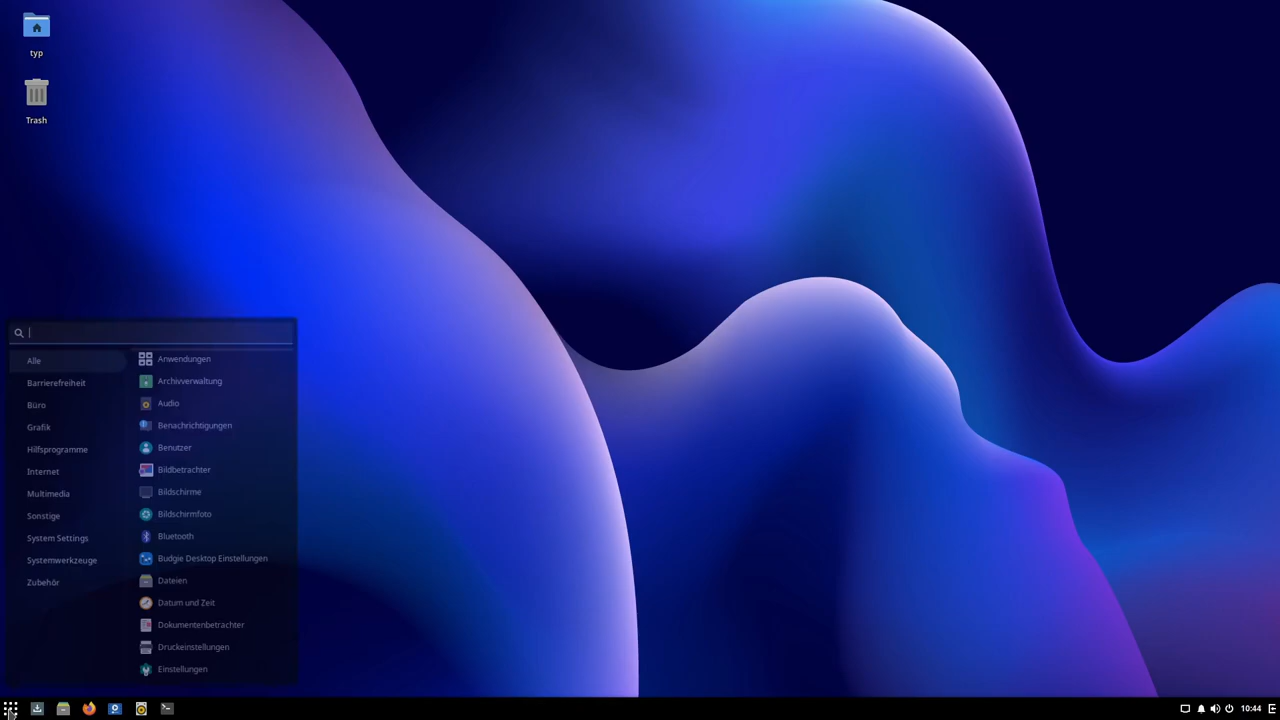 typ
Trash
Alle
Barrierefreiheit
Büro
Grafik
Hilfsprogramme
Internet
Multimedia
Sonstige
System Settings
Systemwerkzeuge
Zubehör
Anwendungen
Archivverwaltung
Audio
Benachrichtigungen
Benutzer
Bildbetrachter
Bildschirme
Bildschirmfoto
Bluetooth
Budgie Desktop Einstellungen
Dateien
Datum und Zeit
Dokumentenbetrachter
Druckeinstellungen
Einstellungen
10:44